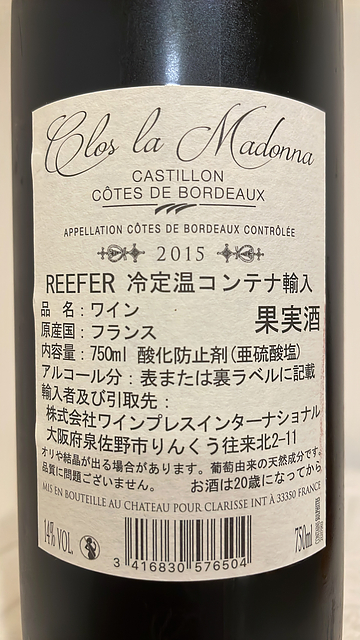 Clos la Madonna
CASTILLON
CÔTES DE BORDEAUX
APPELLATION CÔTES DE BORDEAUX CONTRÔLÉE
2015
REEFER 冷定温コンテナ輸入
品 名：ワイン
果実酒
原産国：フランス
内容量：750ml 酸化防止剤(亜硫酸塩)
アルコール分：表または裏ラベルに記載
輸入者及び引取先：
株式会社ワインプレスインターナショナル
大阪府泉佐野市りんくう往来北2-11
オリや結晶が出る場合があります。葡萄由来の天然成分です。
品質に問題ございません。 お酒は20歳になってから
MIS EN BOUTEILLE AU CHATEAU POUR CLARISSE INT À 33350 FRANCE
14% VOL.
750ml
3 416830 576504